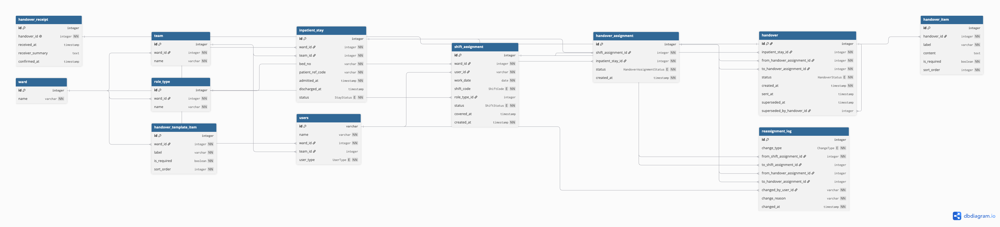 handover_receipt
id integer
handover_id integer NN
received_at timestamp
receiver_summary text
confirmed_at timestamp
ward
id integer
name varchar NN
team
id integer
ward_id integer NN
name varchar NN
role_type
id integer
ward_id integer NN
name varchar NN
handover_template_item
id integer
ward_id integer NN
label varchar NN
is_required boolean NN
sort_order integer NN
inpatient_stay
id integer
ward_id integer NN
team_id integer NN
bed_no varchar NN
patient_ref_code varchar NN
admitted_at timestamp NN
discharged_at timestamp
status StayStatus E NN
users
id varchar
name varchar NN
ward_id integer NN
team_id integer
user_type UserType E NN
shift_assignment
id integer
ward_id integer NN
user_id varchar NN
work_date date NN
shift_code ShiftCode E NN
role_type_id integer
status ShiftStatus E NN
covered_at timestamp
created_at timestamp NN
handover_assignment
id integer
shift_assignment_id integer NN
inpatient_stay_id integer NN
status HandoverAssignmentStatus E NN
created_at timestamp NN
handover
id integer
inpatient_stay_id integer NN
from_handover_assignment_id integer NN
to_handover_assignment_id integer NN
status HandoverStatus E NN
created_at timestamp NN
sent_at timestamp
superseded_at timestamp
superseded_by_handover_id integer
reassignment_log
id integer
change_type ChangeType E NN
from_shift_assignment_id integer NN
to_shift_assignment_id integer
from_handover_assignment_id integer
to_handover_assignment_id integer
changed_by_user_id varchar NN
change_reason varchar NN
changed_at timestamp NN
handover_item
id integer
handover_id integer NN
label varchar NN
content text
is_required boolean NN
sort_order integer NN
dbdiagram.io